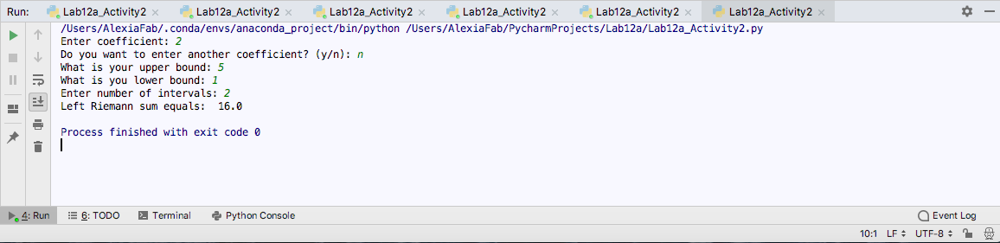 Run: Lab12a_Activity2 × Lab12a_Activity2 × Lab12a_Activity2 × Lab12a_Activity2 × Lab12a_Activity2 × Lab12a_Activity2 ×
/Users/AlexiaFab/.conda/envs/anaconda_project/bin/python /Users/AlexiaFab/PycharmProjects/Lab12a/Lab12a_Activity2.py
Enter coefficient: 2
Do you want to enter another coefficient? (y/n): n
What is your upper bound: 5
What is you lower bound: 1
Enter number of intervals: 2
Left Riemann sum equals:  16.0
Process finished with exit code 0
4: Run 6: TODO Terminal Python Console Event Log
10:1 LF UTF-8